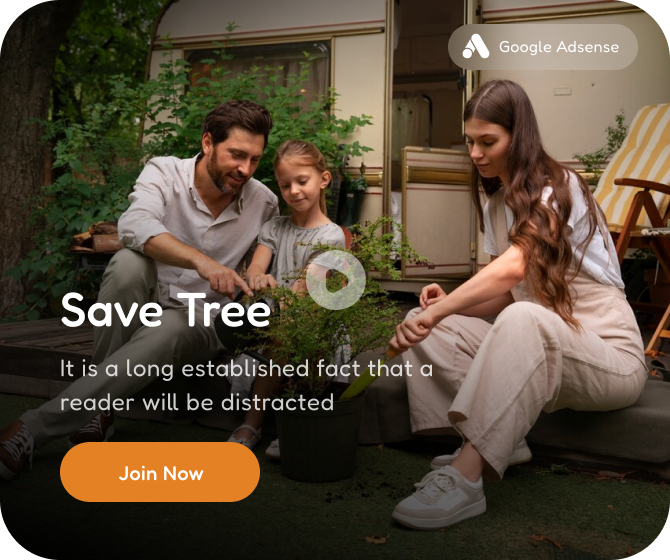 Google Adsense
Save Tree
It is a long established fact that a
reader will be distracted
Join Now